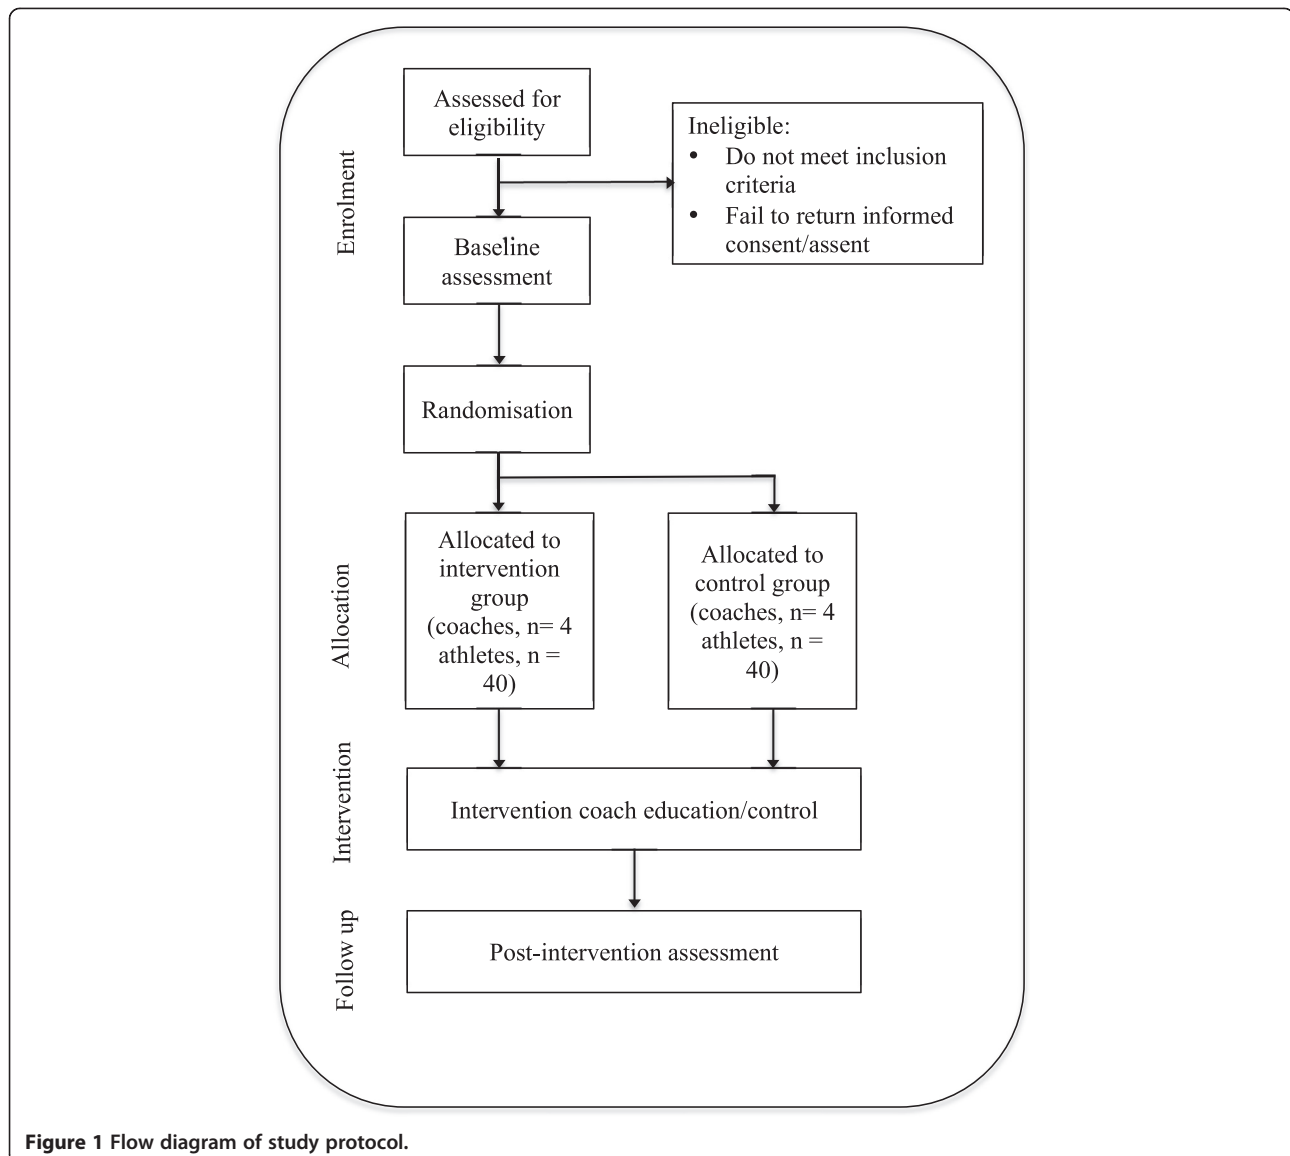 Assessed for
eligibility
Ineligible:
• Do not meet inclusion
criteria
• Fail to return informed
consent/assent
Enrolment
Baseline
assessment
Randomisation
Allocation
Allocated to
intervention
group
(coaches, n= 4
athletes, n =
40)
Allocated to
control group
(coaches, n= 4
athletes, n =
40)
Intervention
Intervention coach education/control
Follow up
Post-intervention assessment
Figure 1 Flow diagram of study protocol.